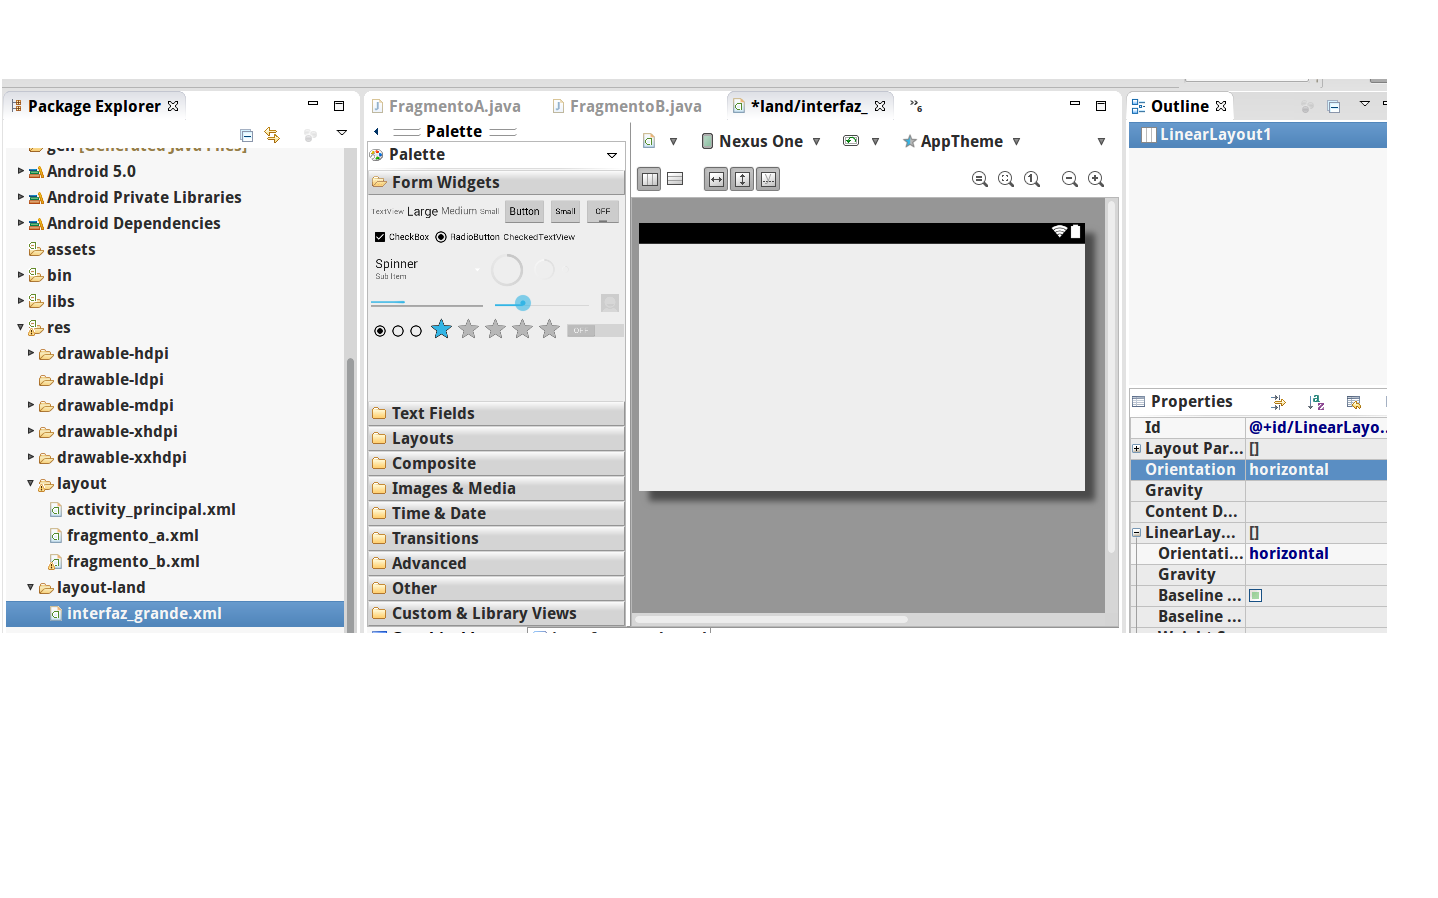 Package Explorer
gen [Generated Java Files]
Android 5.0
Android Private Libraries
Android Dependencies
assets
bin
libs
res
drawable-hdpi
drawable-ldpi
drawable-mdpi
drawable-xhdpi
drawable-xxhdpi
layout
activity_principal.xml
fragmento_a.xml
fragmento_b.xml
layout-land
interfaz_grande.xml
FragmentoA.java
FragmentoB.java
*land/interfaz_
»6
Palette
Palette
Form Widgets
TextView Large Medium Small Button Small OFF
CheckBox RadioButton CheckedTextView
Spinner
Sub Item
OFF
Text Fields
Layouts
Composite
Images & Media
Time & Date
Transitions
Advanced
Other
Custom & Library Views
Nexus One
AppTheme
Outline
LinearLayout1
Properties
Id @+id/LinearLayo...
Layout Par... []
Orientation horizontal
Gravity
Content D...
LinearLay... []
Orientati... horizontal
Gravity
Baseline ...
Baseline ...